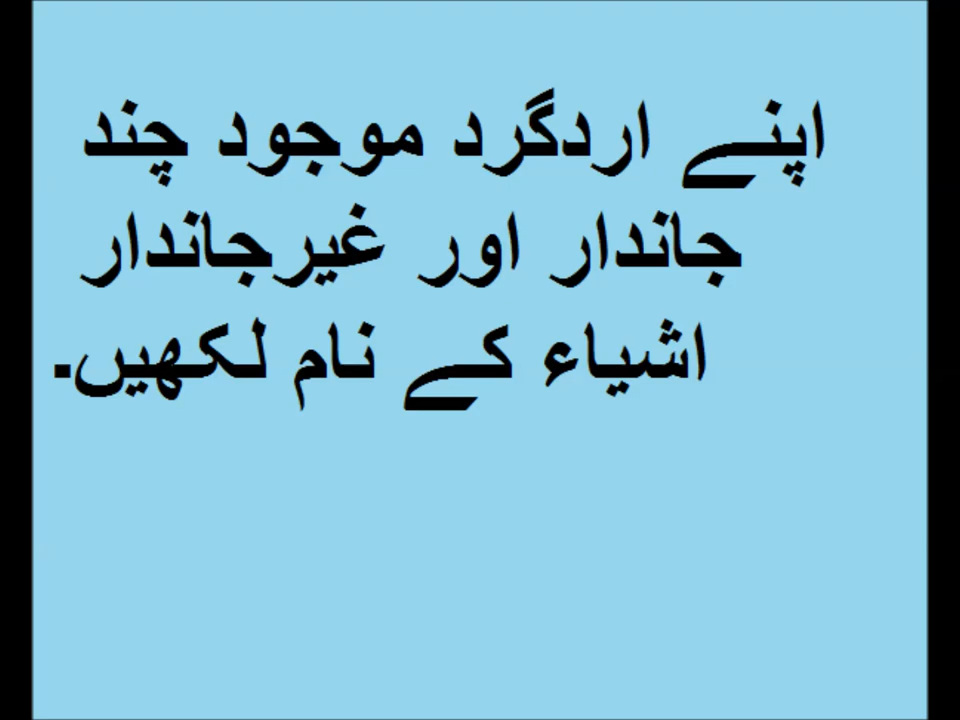 اپنے اردگرد موجود چند
جاندار اور غیرجاندار
اشیاء کے نام لکھیں۔